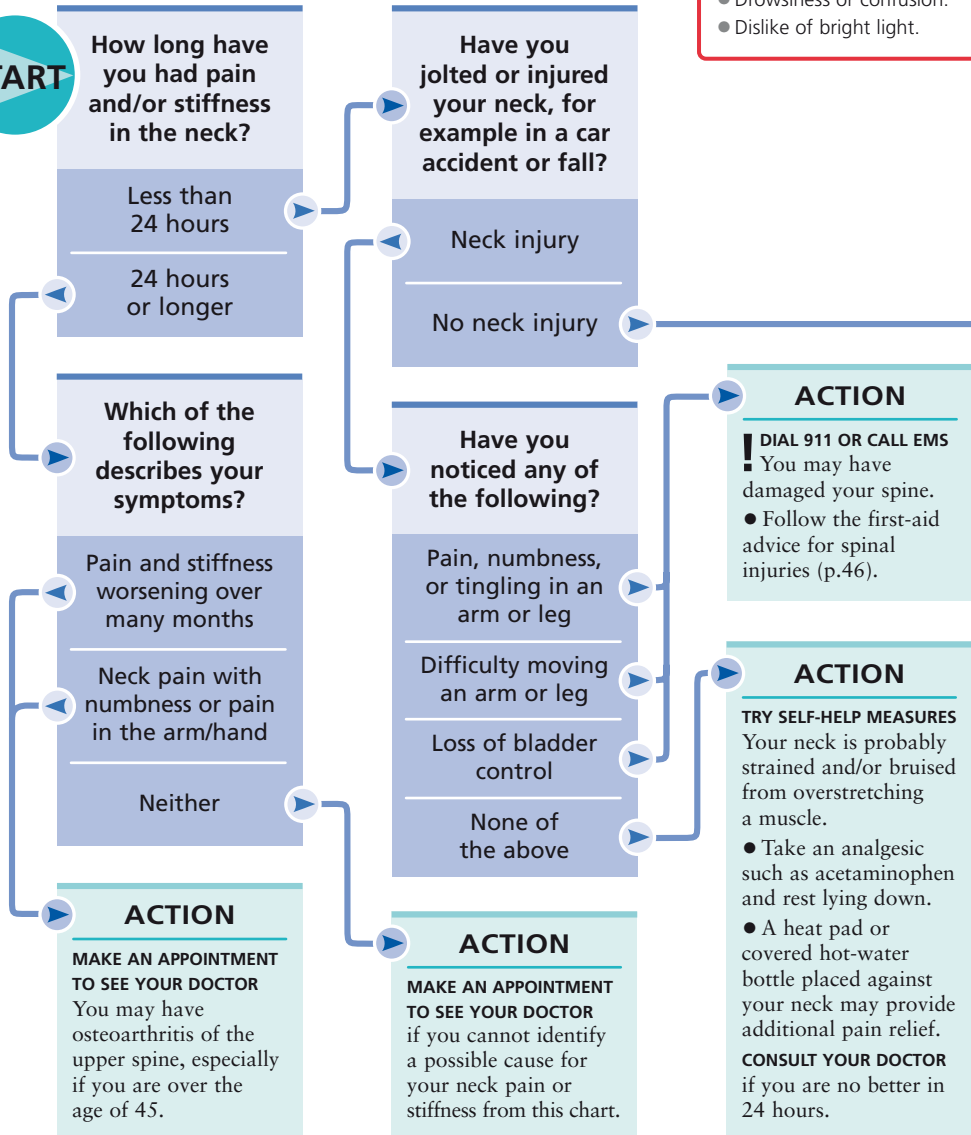 START
How long have
you had pain
and/or stiffness
in the neck?
Less than
24 hours
24 hours
or longer
Which of the
following
describes your
symptoms?
Pain and stiffness
worsening over
many months
Neck pain with
numbness or pain
in the arm/hand
Neither
ACTION
MAKE AN APPOINTMENT
TO SEE YOUR DOCTOR
You may have
osteoarthritis of the
upper spine, especially
if you are over the
age of 45.
Have you
jolted or injured
your neck, for
example in a car
accident or fall?
Neck injury
No neck injury
Have you
noticed any of
the following?
Pain, numbness,
or tingling in an
arm or leg
Difficulty moving
an arm or leg
Loss of bladder
control
None of
the above
ACTION
MAKE AN APPOINTMENT
TO SEE YOUR DOCTOR
if you cannot identify
a possible cause for
your neck pain or
stiffness from this chart.
● Drowsiness or confusion.
● Dislike of bright light.
ACTION
! DIAL 911 OR CALL EMS
You may have
damaged your spine.
● Follow the first-aid
advice for spinal
injuries (p.46).
ACTION
TRY SELF-HELP MEASURES
Your neck is probably
strained and/or bruised
from overstretching
a muscle.
● Take an analgesic
such as acetaminophen
and rest lying down.
● A heat pad or
covered hot-water
bottle placed against
your neck may provide
additional pain relief.
CONSULT YOUR DOCTOR
if you are no better in
24 hours.